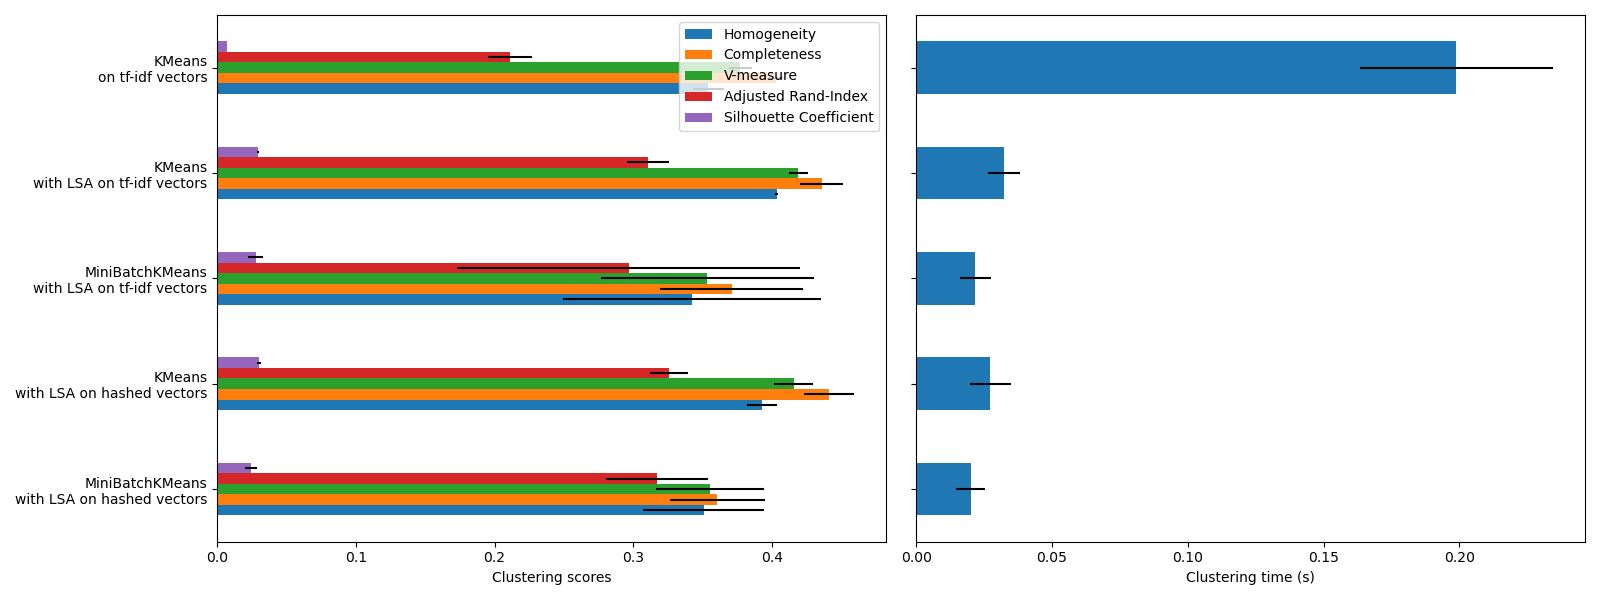 KMeans
on tf-idf vectors
KMeans
with LSA on tf-idf vectors
MiniBatchKMeans
with LSA on tf-idf vectors
KMeans
with LSA on hashed vectors
MiniBatchKMeans
with LSA on hashed vectors
Homogeneity
Completeness
V-measure
Adjusted Rand-Index
Silhouette Coefficient
0.0 0.1 0.2 0.3 0.4
Clustering scores
0.00 0.05 0.10 0.15 0.20
Clustering time (s)